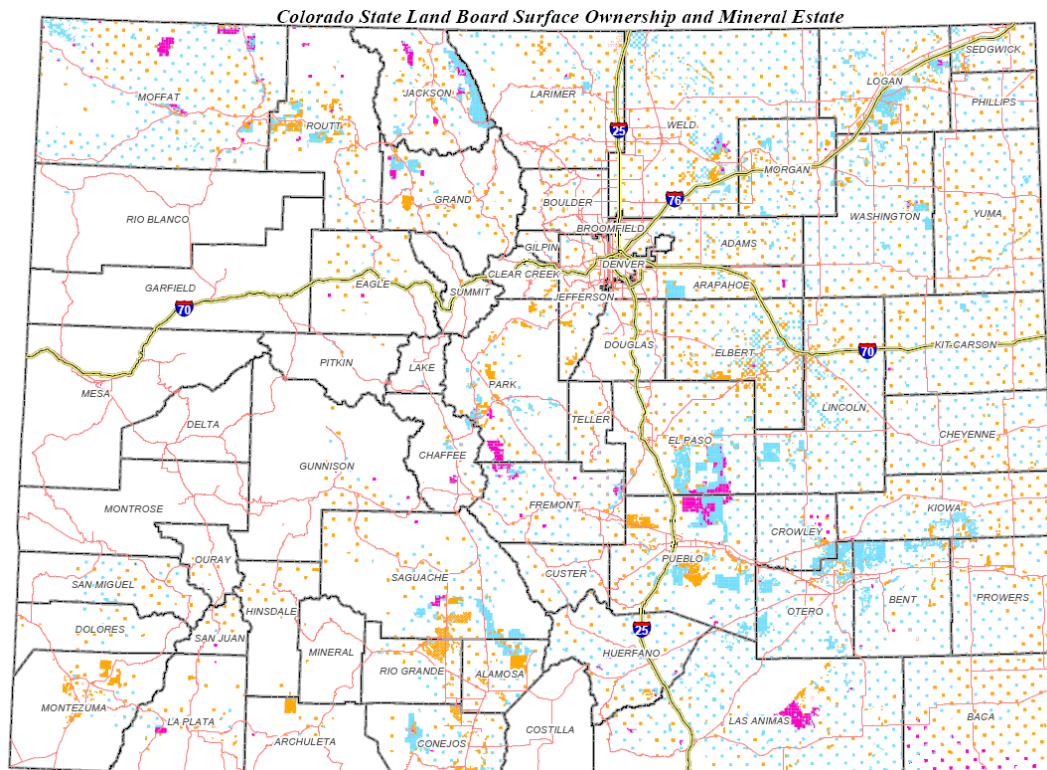 Colorado State Land Board Surface Ownership and Mineral Estate
SEDGWICK
LOGAN
PHILLIPS
MOFFAT
JACKSON
LARIMER
ROUTT
25
WELD
MORGAN
76
RIO BLANCO
GRAND
BOULDER
WASHINGTON
YUMA
BROOMFIELD
GILPIN
ADAMS
DENVER
CLEAR CREEK
GARFIELD
EAGLE
SUMMIT
ARAPAHOE
JEFFERSON
70
DOUGLAS
ELBERT
70
KIT CARSON
PITKIN
LAKE
PARK
MESA
LINCOLN
DELTA
TELLER
EL PASO
CHEYENNE
GUNNISON
CHAFFEE
MONTROSE
FREMONT
KIOWA
CROWLEY
OURAY
PUEBLO
SAN MIGUEL
SAGUACHE
CUSTER
HINSDALE
OTERO
BENT
PROWERS
DOLORES
SAN JUAN
25
MINERAL
HUERFANO
RIO GRANDE
ALAMOSA
MONTEZUMA
LA PLATA
LAS ANIMAS
BACA
COSTILLA
ARCHULETA
CONEJOS